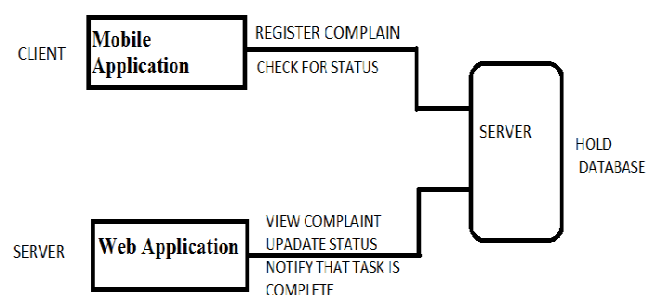 CLIENT
Mobile
Application
REGISTER COMPLAIN
CHECK FOR STATUS
SERVER
HOLD
DATABASE
SERVER
Web Application
VIEW COMPLAINT
UPADATE STATUS
NOTIFY THAT TASK IS
COMPLETE